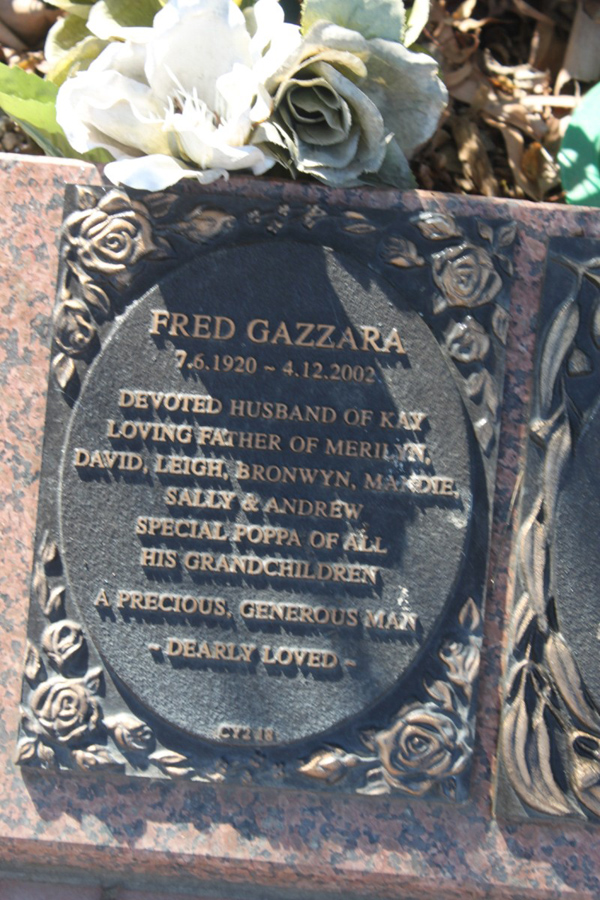 FRED GAZZARA
7.6.1920 ~ 4.12.2002
DEVOTED HUSBAND OF KAY
LOVING FATHER OF MERILYN,
DAVID, LEIGH, BRONWYN, MANDIE,
SALLY & ANDREW
SPECIAL POPPA OF ALL
HIS GRANDCHILDREN
A PRECIOUS, GENEROUS MAN
~ DEARLY LOVED ~